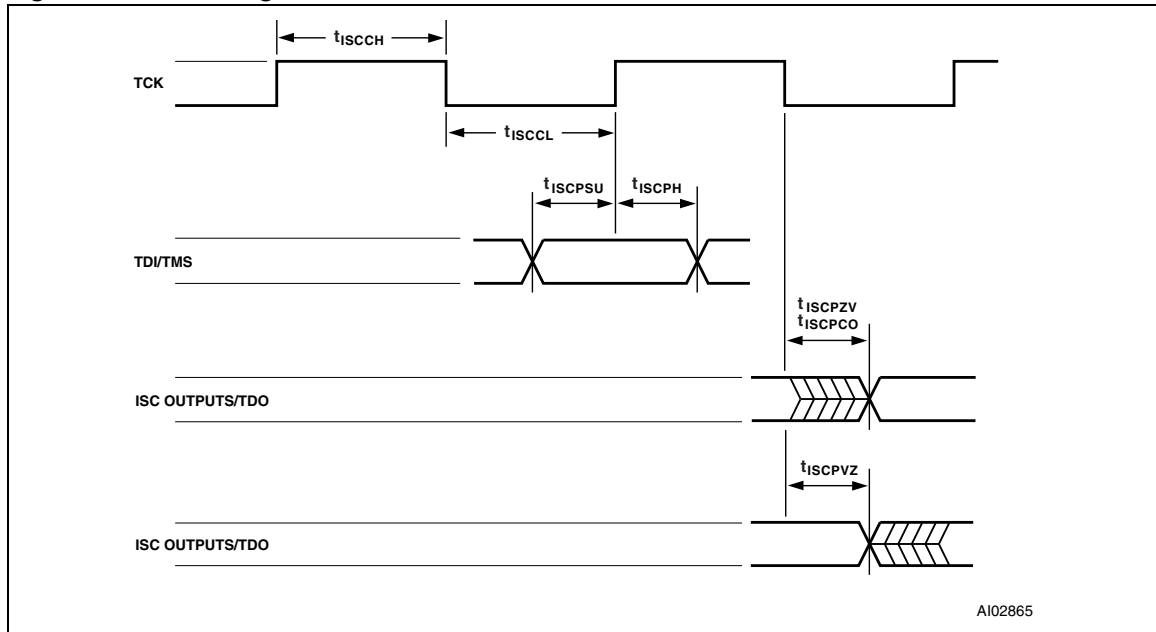 tISCCH
TCK
tISCCL
tISCPSU
tISCPH
TDI/TMS
tISCPZV
tISCPCO
ISC OUTPUTS/TDO
tISCPVZ
ISC OUTPUTS/TDO
AI02865